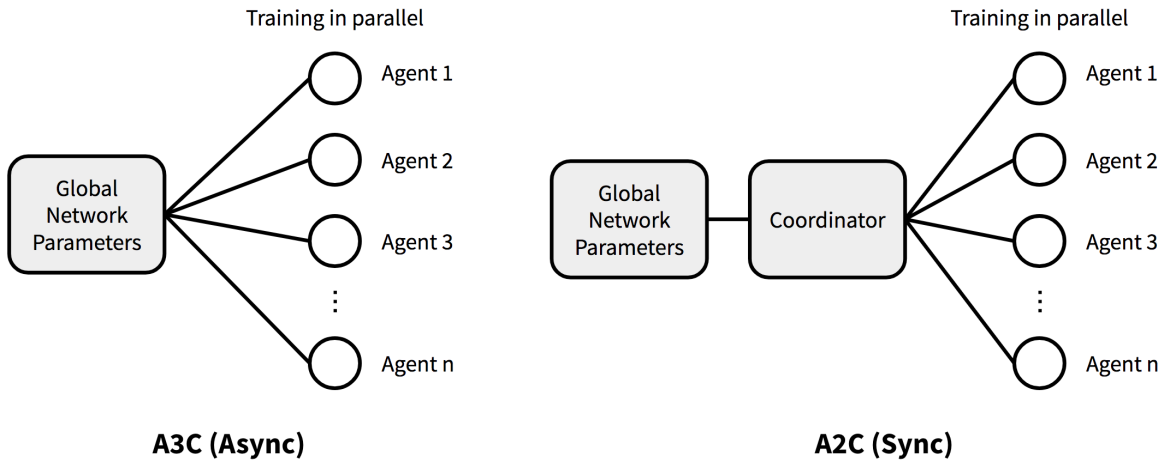 Training in parallel
Agent 1
Agent 2
Global
Network
Parameters
Agent 3
⋮
Agent n
A3C (Async)
Training in parallel
Agent 1
Agent 2
Global
Network
Parameters
Coordinator
Agent 3
⋮
Agent n
A2C (Sync)